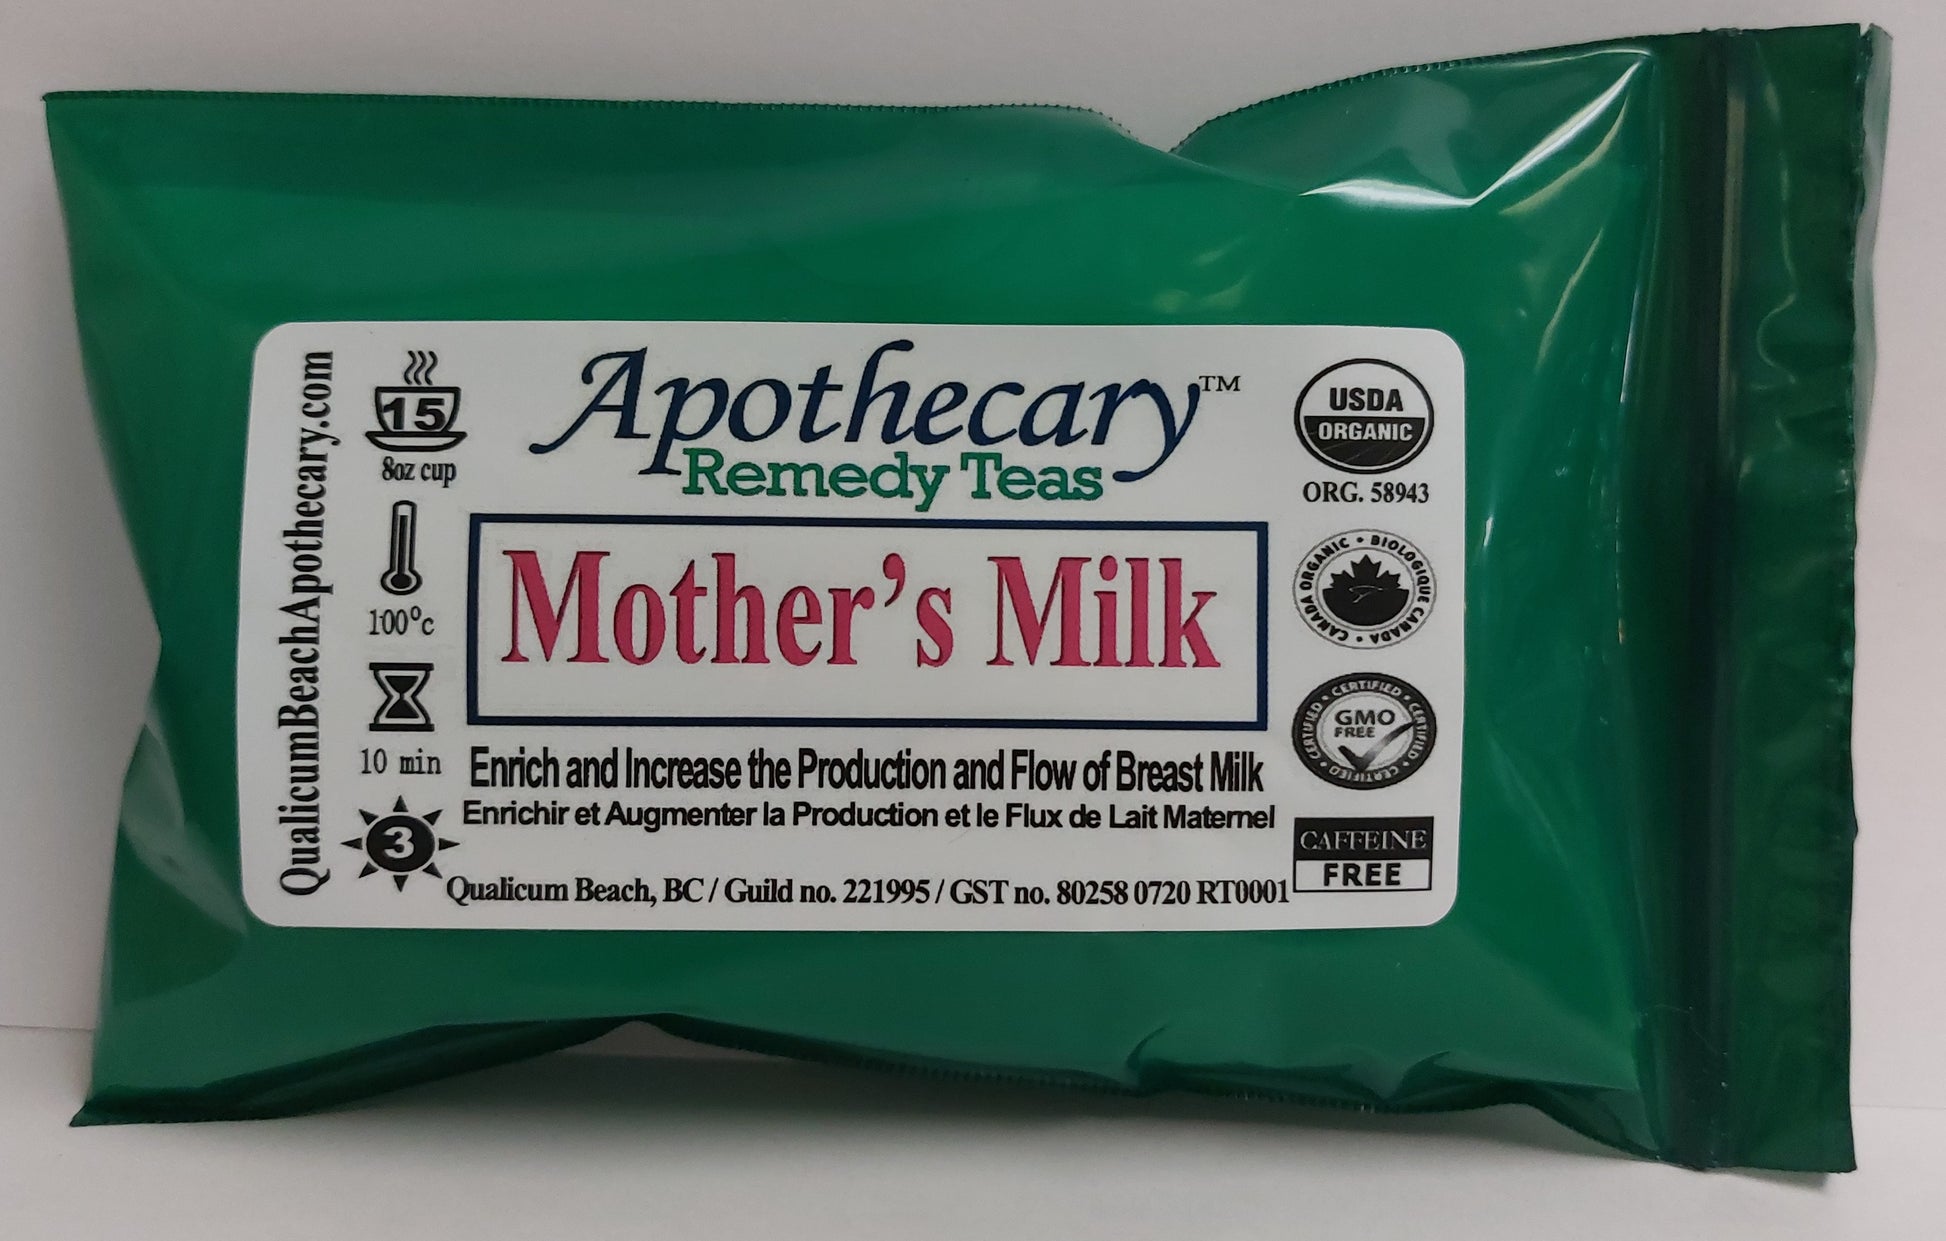 QualicumBeachApothecary.com
15
8oz cup
100°c
10 min
3
Apothecary™
Remedy Teas
Mother's Milk
Enrich and Increase the Production and Flow of Breast Milk
Enrichir et Augmenter la Production et le Flux de Lait Maternel
Qualicum Beach, BC / Guild no. 221995 / GST no. 80258 0720 RT0001
USDA
ORGANIC
ORG. 58943
CANADA ORGANIC • BIOLOGIQUE CANADA •
CERTIFIED • CERTIFIED • CERTIFIED • CERTIFIED •
GMO
FREE
CAFFEINE
FREE